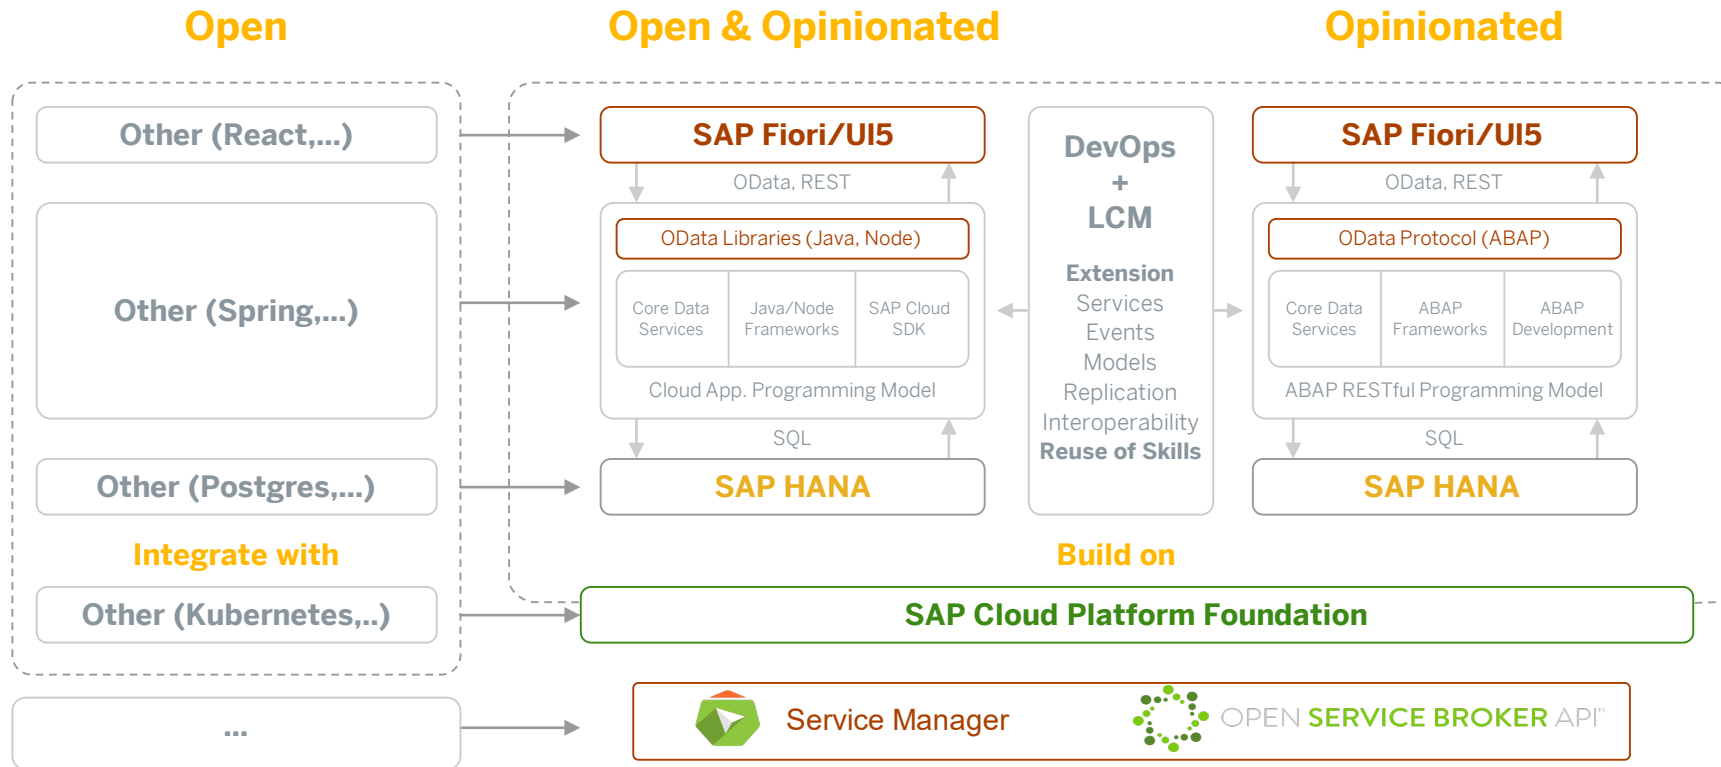 Open
Open & Opinionated
Opinionated
Other (React,...)
Other (Spring,...)
Other (Postgres,...)
Integrate with
Other (Kubernetes,..)
...
SAP Fiori/UI5
OData, REST
OData Libraries (Java, Node)
Core Data
Services
Java/Node
Frameworks
SAP Cloud
SDK
Cloud App. Programming Model
SQL
SAP HANA
DevOps
+
LCM
Extension
Services
Events
Models
Replication
Interoperability
Reuse of Skills
SAP Fiori/UI5
OData, REST
OData Protocol (ABAP)
Core Data
Services
ABAP
Frameworks
ABAP
Development
ABAP RESTful Programming Model
SQL
SAP HANA
Build on
SAP Cloud Platform Foundation
Service Manager
OPEN SERVICE BROKER API™